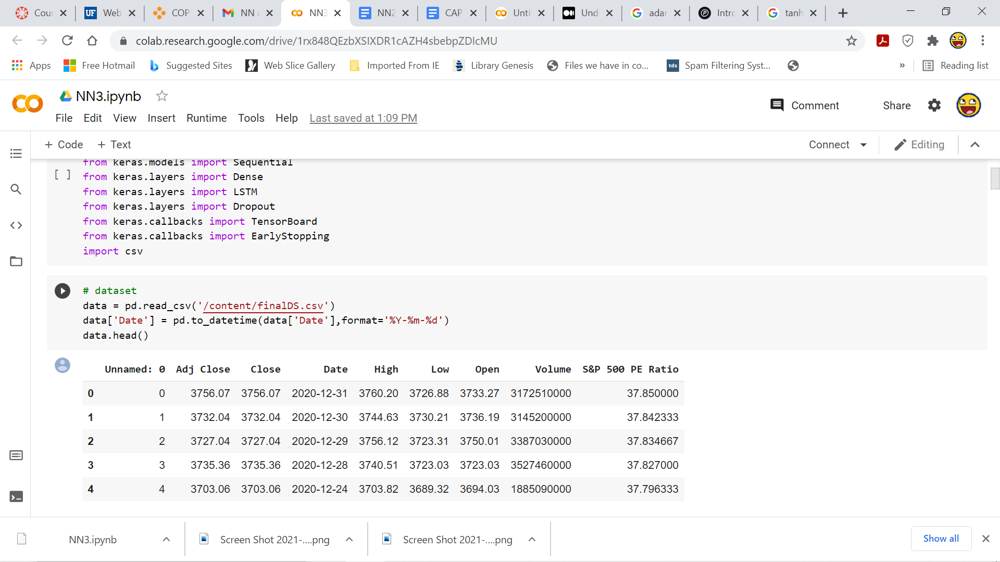 Cour
Web
COP
NN a
NN3
NN2
CAP
Unti
Und
adar
Intro
tanh
colab.research.google.com/drive/1rx848QEzbXSIXDR1cAZH4sbebpZDIcMU
Apps
Free Hotmail
Suggested Sites
Web Slice Gallery
Imported From IE
Library Genesis
Files we have in co...
tds
Spam Filtering Syst...
»
Reading list
NN3.ipynb
Comment
Share
File Edit View Insert Runtime Tools Help Last saved at 1:09 PM
+ Code + Text
Connect
Editing
from keras.models import Sequential
[ ] from keras.layers import Dense
from keras.layers import LSTM
from keras.layers import Dropout
from keras.callbacks import TensorBoard
from keras.callbacks import EarlyStopping
import csv
# dataset
data = pd.read_csv('/content/finalDS.csv')
data['Date'] = pd.to_datetime(data['Date'],format='%Y-%m-%d')
data.head()
Unnamed: 0 Adj Close Close Date High Low Open Volume S&P 500 PE Ratio
0 0 3756.07 3756.07 2020-12-31 3760.20 3726.88 3733.27 3172510000 37.850000
1 1 3732.04 3732.04 2020-12-30 3744.63 3730.21 3736.19 3145200000 37.842333
2 2 3727.04 3727.04 2020-12-29 3756.12 3723.31 3750.01 3387030000 37.834667
3 3 3735.36 3735.36 2020-12-28 3740.51 3723.03 3723.03 3527460000 37.827000
4 4 3703.06 3703.06 2020-12-24 3703.82 3689.32 3694.03 1885090000 37.796333
NN3.ipynb
Screen Shot 2021-....png
Screen Shot 2021-....png
Show all